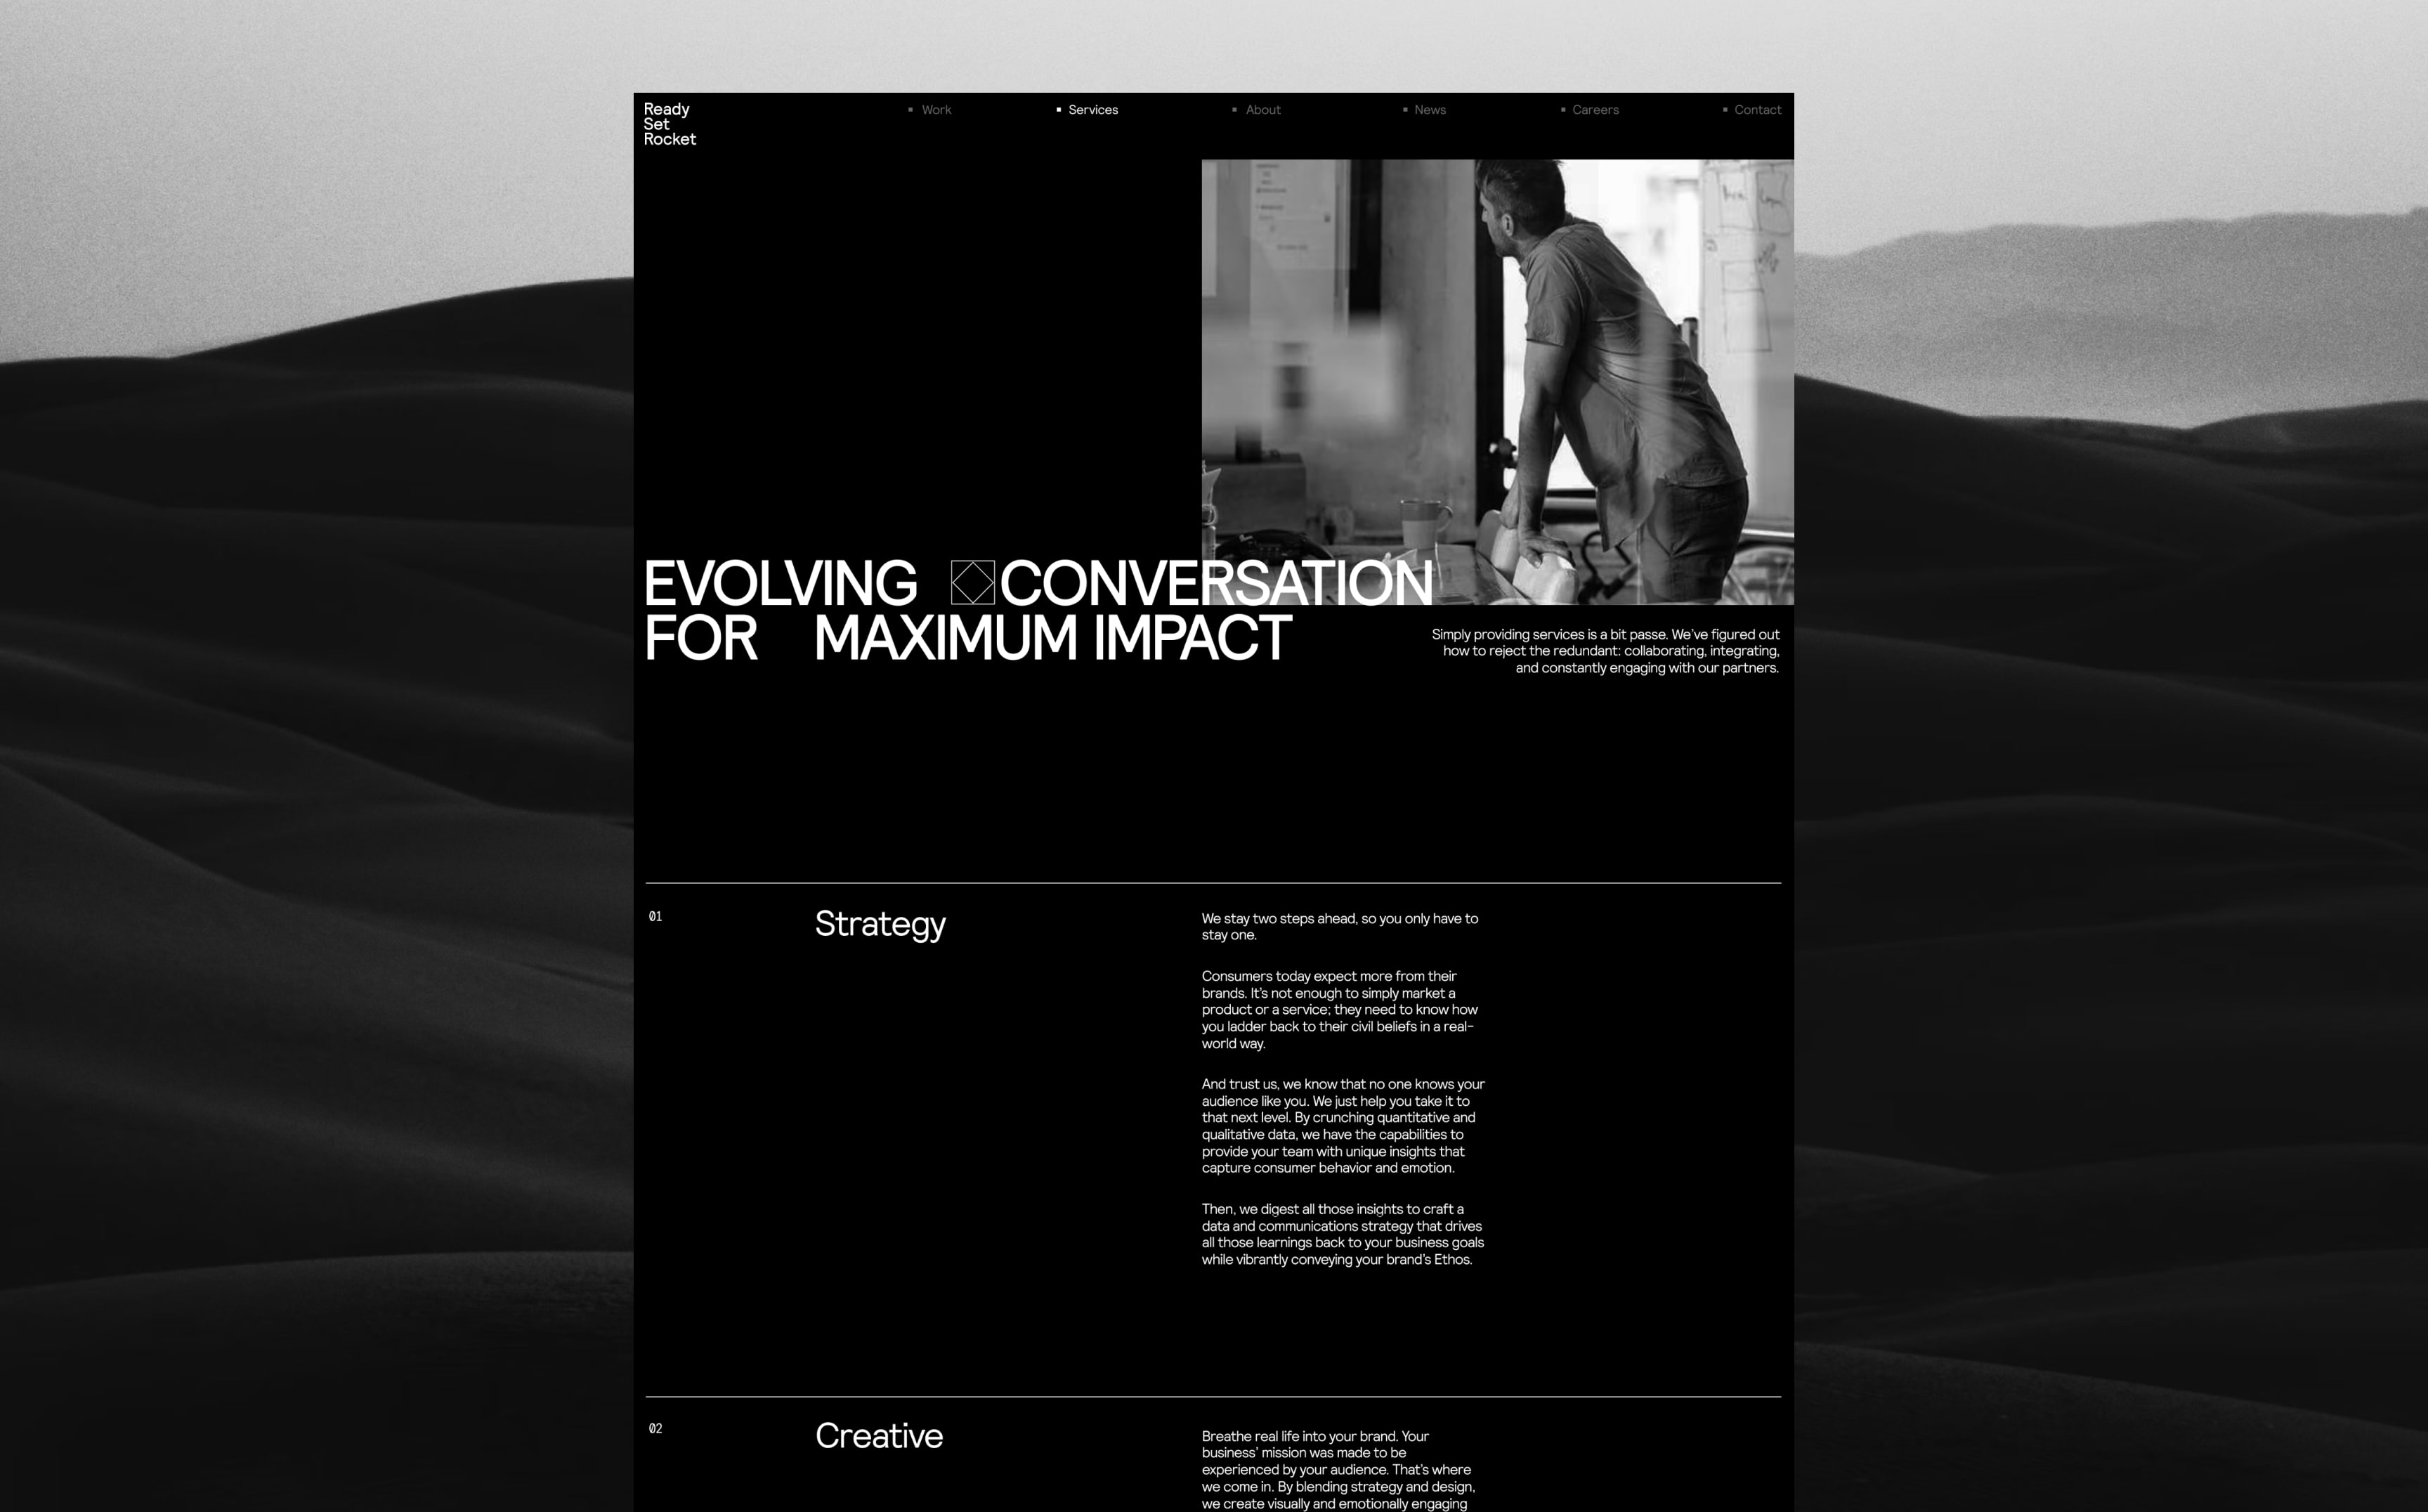 Ready
Set
Rocket
Work
Services
About
News
Careers
Contact
EVOLVING CONVERSATION
FOR MAXIMUM IMPACT
Simply providing services is a bit passe. We've figured out
how to reject the redundant: collaborating, integrating,
and constantly engaging with our partners.
01
Strategy
We stay two steps ahead, so you only have to
stay one.
Consumers today expect more from their
brands. It's not enough to simply market a
product or a service; they need to know how
you ladder back to their civil beliefs in a real-
world way.
And trust us, we know that no one knows your
audience like you. We just help you take it to
that next level. By crunching quantitative and
qualitative data, we have the capabilities to
provide your team with unique insights that
capture consumer behavior and emotion.
Then, we digest all those insights to craft a
data and communications strategy that drives
all those learnings back to your business goals
while vibrantly conveying your brand's Ethos.
02
Creative
Breathe real life into your brand. Your
business' mission was made to be
experienced by your audience. That's where
we come in. By blending strategy and design,
we create visually and emotionally engaging